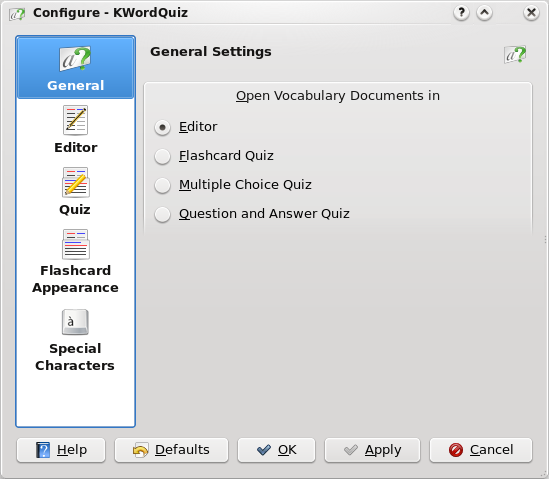 Configure - KWordQuiz
General
Editor
Quiz
Flashcard
Appearance
Special
Characters
General Settings
Open Vocabulary Documents in
Editor
Flashcard Quiz
Multiple Choice Quiz
Question and Answer Quiz
Help
Defaults
OK
Apply
Cancel